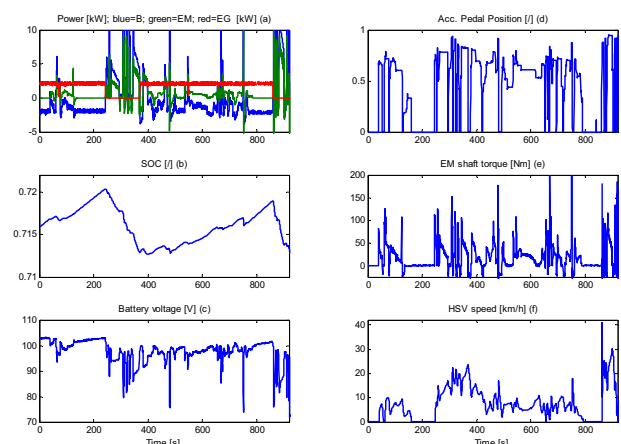 Power [kW]; blue=B; green=EM; red=EG [kW] (a)
10
5
0
-5
0 200 400 600 800
SOC [/] (b)
0.72
0.715
0.71
0 200 400 600 800
Battery voltage [V] (c)
110
100
90
80
70
0 200 400 600 800
Time [s]
Acc. Pedal Position [/] (d)
1
0.5
0
0 200 400 600 800
EM shaft torque [Nm] (e)
200
150
100
50
0
0 200 400 600 800
HSV speed [km/h] (f)
40
30
20
10
0
0 200 400 600 800
Time [s]